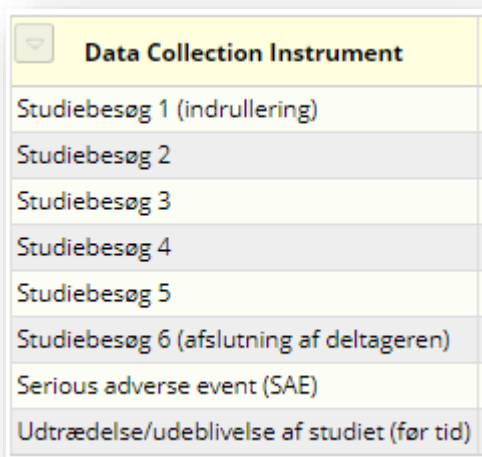 Data Collection Instrument
Studiebesøg 1 (indrullering)
Studiebesøg 2
Studiebesøg 3
Studiebesøg 4
Studiebesøg 5
Studiebesøg 6 (afslutning af deltageren)
Serious adverse event (SAE)
Udtrædelse/udeblivelse af studiet (før tid)